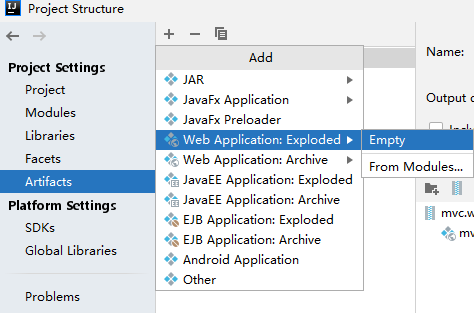 Project Structure
Project Settings
Project
Modules
Libraries
Facets
Artifacts
Platform Settings
SDKs
Global Libraries
Problems
Add
JAR
JavaFx Application
JavaFx Preloader
Web Application: Exploded
Web Application: Archive
JavaEE Application: Exploded
JavaEE Application: Archive
EJB Application: Exploded
EJB Application: Archive
Android Application
Other
Empty
From Modules...
Name:
Output
mvc.w